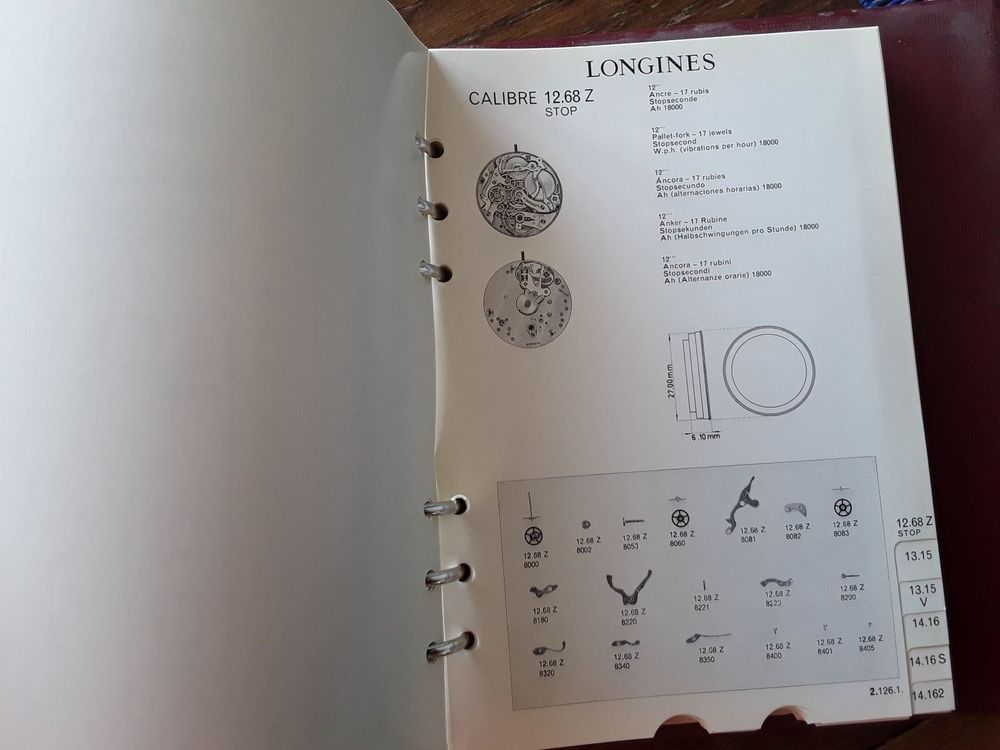 LONGINES
CALIBRE 12.68 Z
STOP
12'''
Ancre – 17 rubis
Stopseconde
Ah 18000
12'''
Pallet-fork – 17 jewels
Stopsecond
W.p.h. (vibrations per hour) 18000
12'''
Ancora – 17 rubies
Stopsecundo
Ah (alternaciones horarias) 18000
12'''
Anker – 17 Rubine
Stopsekunden
Ah (Halbschwingungen pro Stunde) 18000
12'''
Ancora – 17 rubini
Stopsecondi
Ah (Alternanze orarie) 18000
27.00 mm
6.10 mm
12.68 Z
8000
12.68 Z
8002
12.68 Z
8053
12.68 Z
8060
12.68 Z
8081
12.68 Z
8082
12.68 Z
8083
12.68 Z
8180
12.68 Z
8220
12.68 Z
8221
12.68 Z
8223
12.68 Z
8290
12.68 Z
8320
12.68 Z
8340
12.08 Z
8350
12.68 Z
8400
12.68 Z
8401
12.68 Z
8405
2.126.1.
12.68 Z
STOP
13.15
13.15
V
14.16
14.16 S
14.162